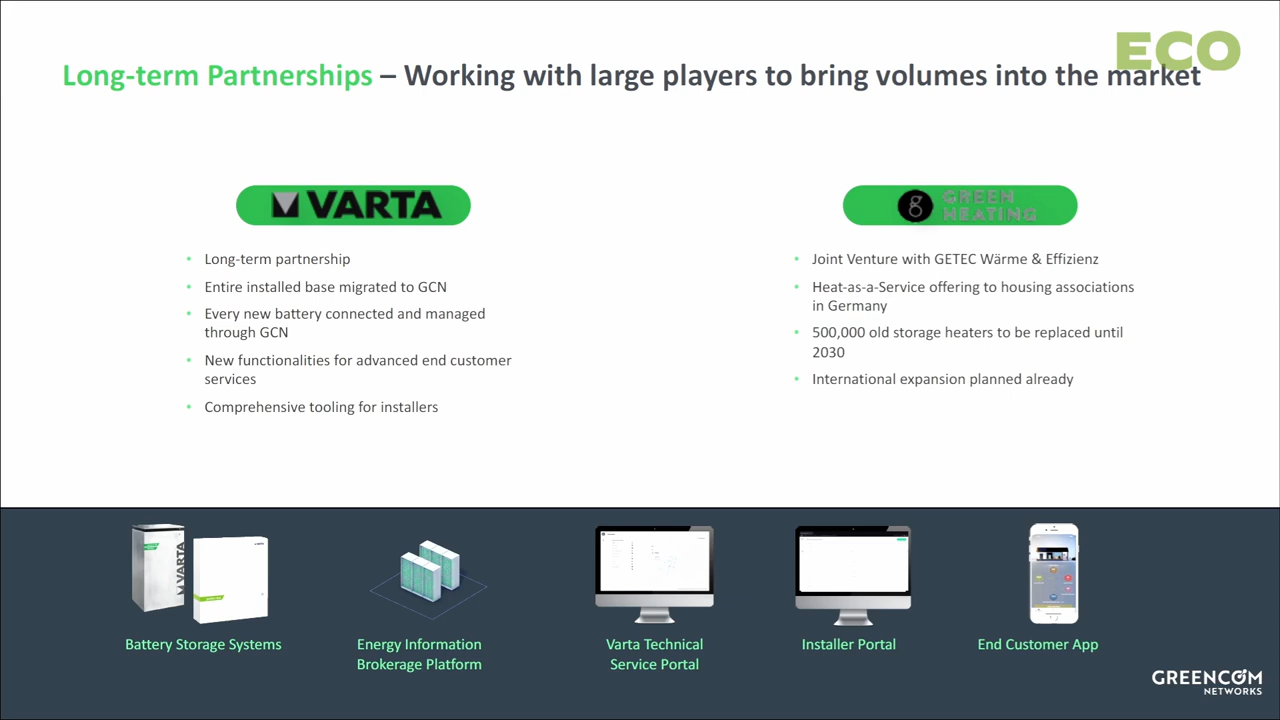 ECO
Long-term Partnerships – Working with large players to bring volumes into the market
VARTA
• Long-term partnership
• Entire installed base migrated to GCN
• Every new battery connected and managed
through GCN
• New functionalities for advanced end customer
services
• Comprehensive tooling for installers
g GREEN
HEATING
• Joint Venture with GETEC Wärme & Effizienz
• Heat-as-a-Service offering to housing associations
in Germany
• 500,000 old storage heaters to be replaced until
2030
• International expansion planned already
VARTA
VARTA
Battery Storage Systems
Energy Information
Brokerage Platform
Varta Technical
Service Portal
Installer Portal
End Customer App
GREENCOM
NETWORKS